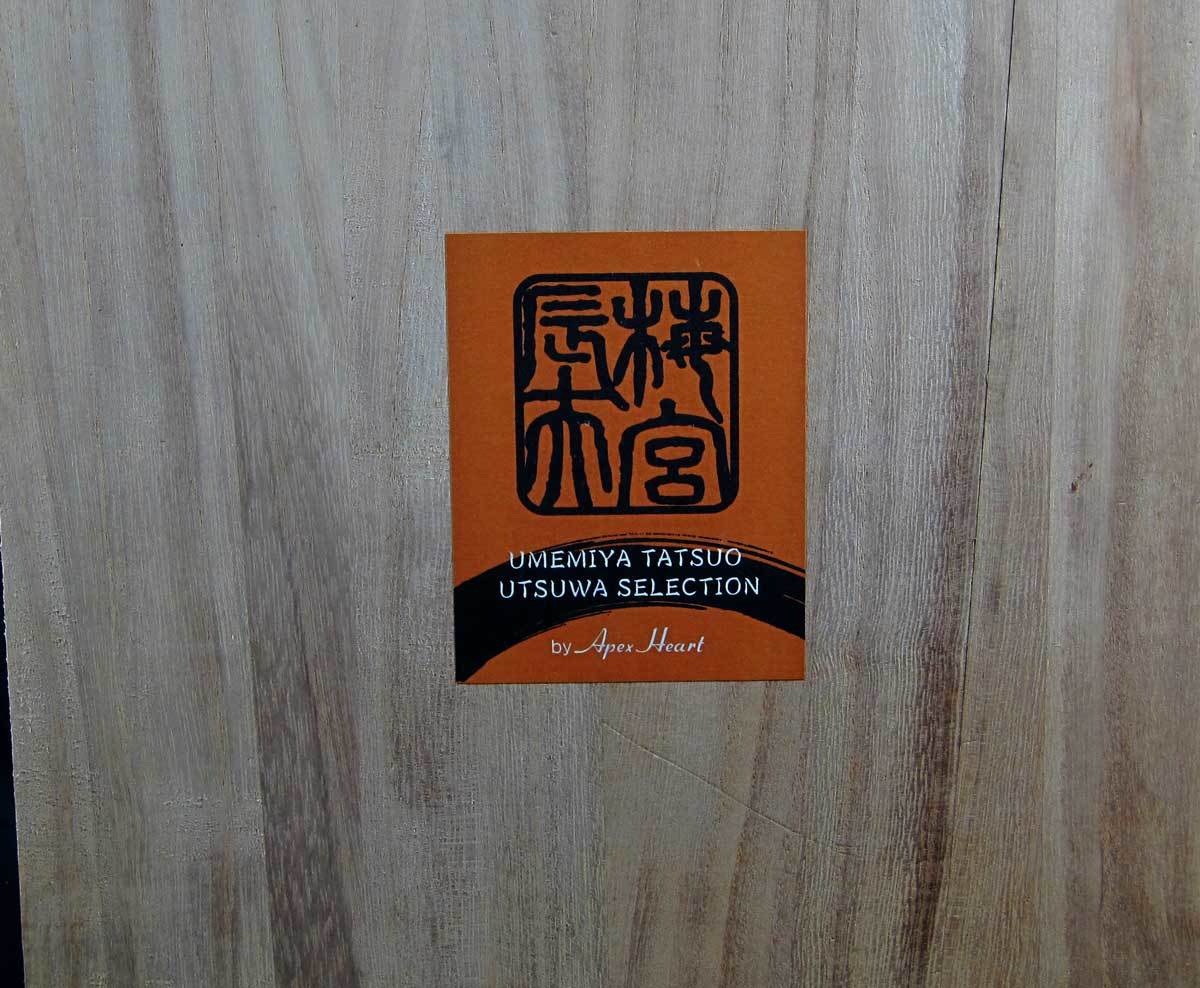 梅宮
辰夫
UMEMIYA TATSUO
UTSUWA SELECTION
by Apex Heart